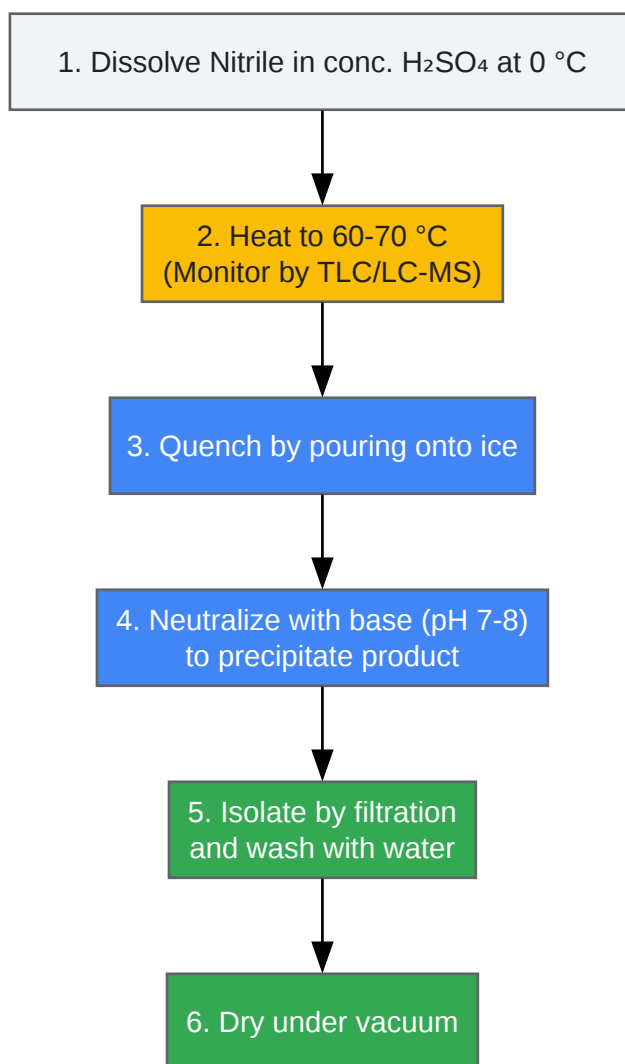 1. Dissolve Nitrile in conc. H₂SO₄ at 0 °C
2. Heat to 60-70 °C
(Monitor by TLC/LC-MS)
3. Quench by pouring onto ice
4. Neutralize with base (pH 7-8)
to precipitate product
5. Isolate by filtration
and wash with water
6. Dry under vacuum